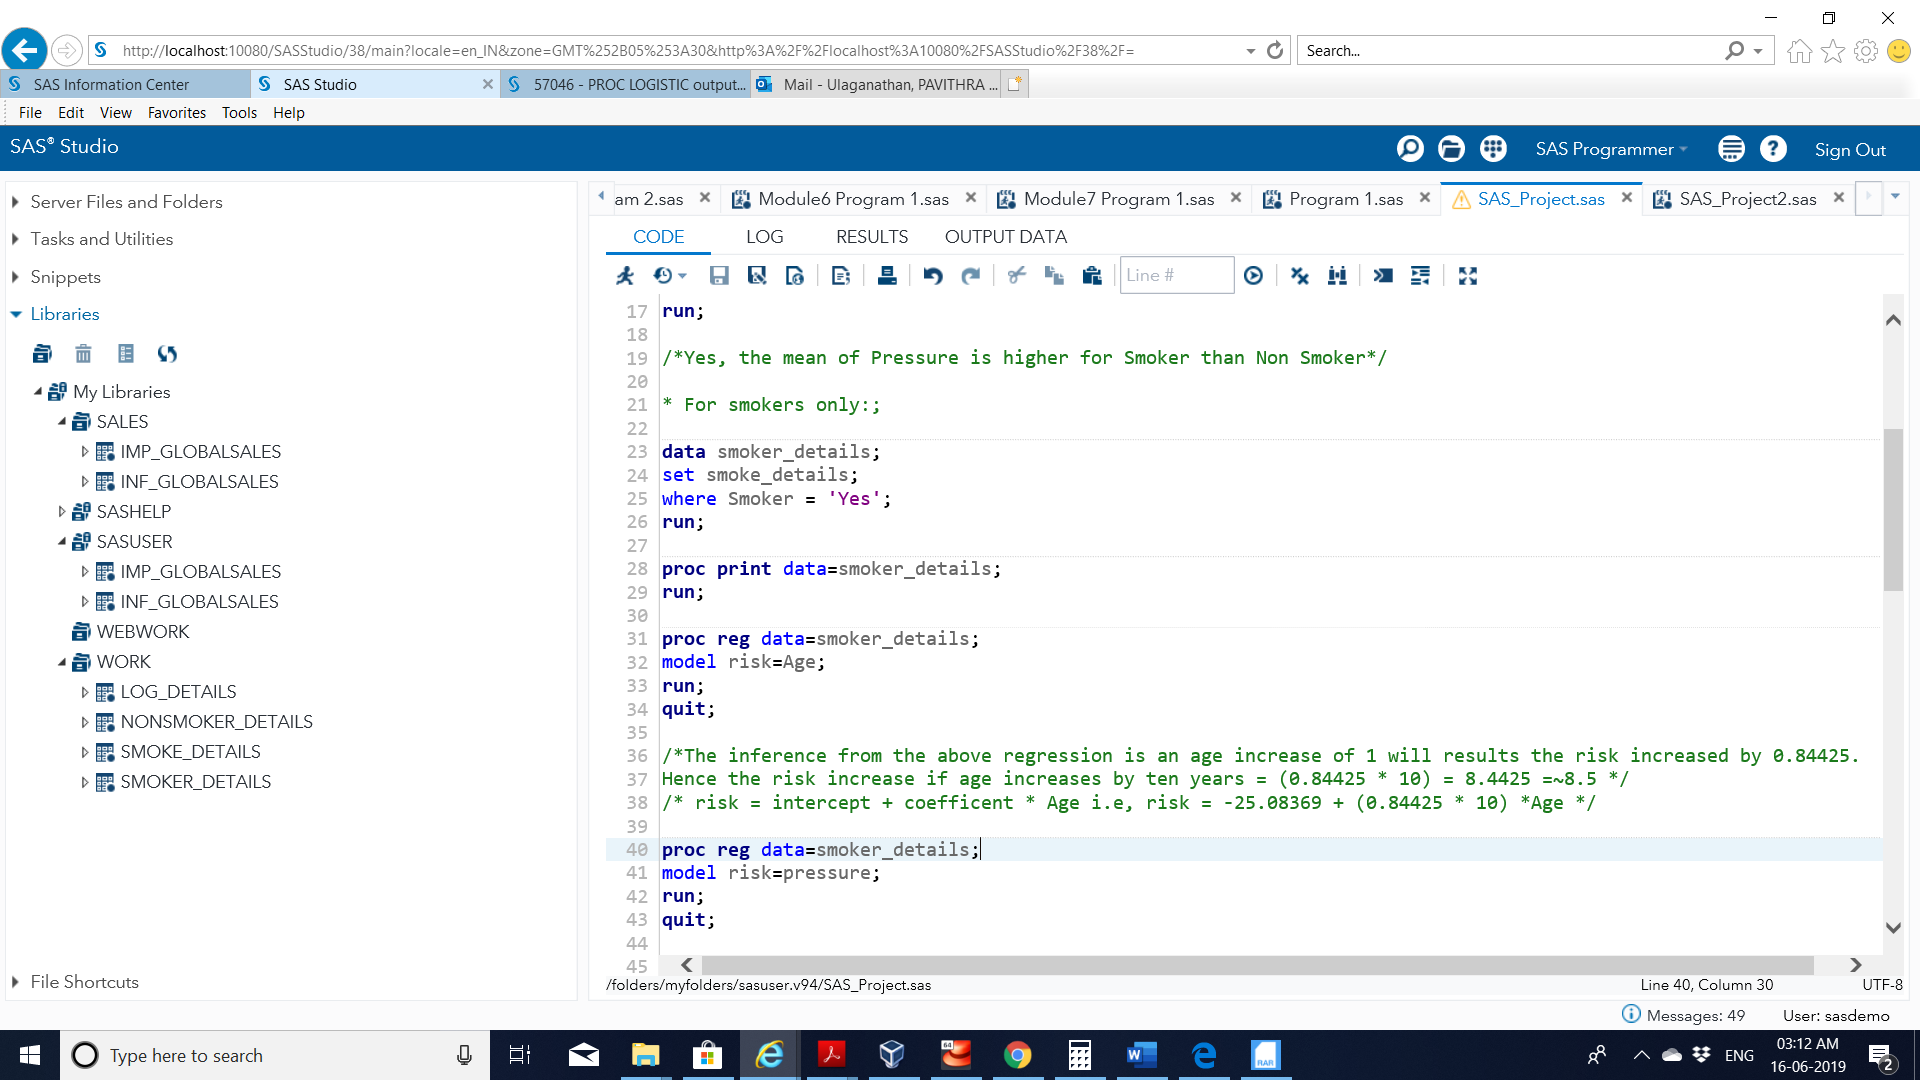 http://localhost:10080/SASStudio/38/main?locale=en_IN&zone=GMT%252B05%253A30&http%3A%2F%2Flocalhost%3A10080%2FSASStudio%2F38%2F=
Search...
SAS Information Center
SAS Studio
57046 - PROC LOGISTIC output...
Mail - Ulaganathan, PAVITHRA ...
File Edit View Favorites Tools Help
SAS® Studio
SAS Programmer
Sign Out
Server Files and Folders
Tasks and Utilities
Snippets
Libraries
My Libraries
SALES
IMP_GLOBALSALES
INF_GLOBALSALES
SASHELP
SASUSER
IMP_GLOBALSALES
INF_GLOBALSALES
WEBWORK
WORK
LOG_DETAILS
NONSMOKER_DETAILS
SMOKE_DETAILS
SMOKER_DETAILS
File Shortcuts
am 2.sas
Module6 Program 1.sas
Module7 Program 1.sas
Program 1.sas
SAS_Project.sas
SAS_Project2.sas
CODE LOG RESULTS OUTPUT DATA
Line #
17 run;
18
19 /*Yes, the mean of Pressure is higher for Smoker than Non Smoker*/
20
21 * For smokers only:;
22
23 data smoker_details;
24 set smoke_details;
25 where Smoker = 'Yes';
26 run;
27
28 proc print data=smoker_details;
29 run;
30
31 proc reg data=smoker_details;
32 model risk=Age;
33 run;
34 quit;
35
36 /*The inference from the above regression is an age increase of 1 will results the risk increased by 0.84425.
37 Hence the risk increase if age increases by ten years = (0.84425 * 10) = 8.4425 =~8.5 */
38 /* risk = intercept + coefficent * Age i.e, risk = -25.08369 + (0.84425 * 10) *Age */
39
40 proc reg data=smoker_details;
41 model risk=pressure;
42 run;
43 quit;
44
45
/folders/myfolders/sasuser.v94/SAS_Project.sas
Line 40, Column 30
UTF-8
Messages: 49
User: sasdemo
Type here to search
64
RAR
ENG
03:12 AM
16-06-2019
2